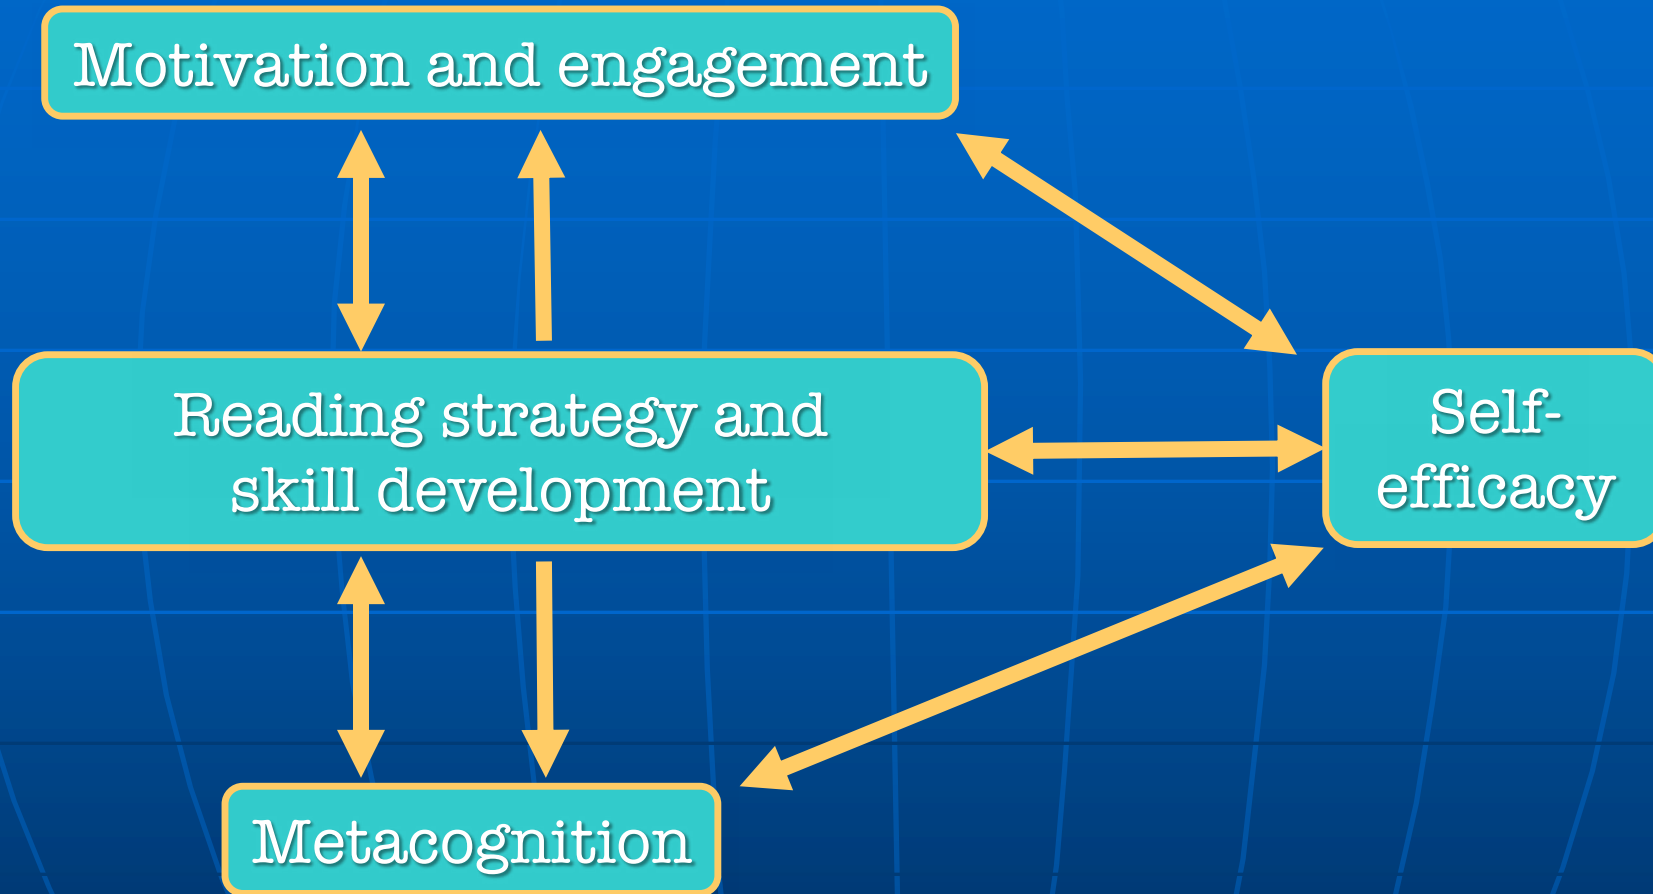 Motivation and engagement
Reading strategy and
skill development
Self-
efficacy
Metacognition